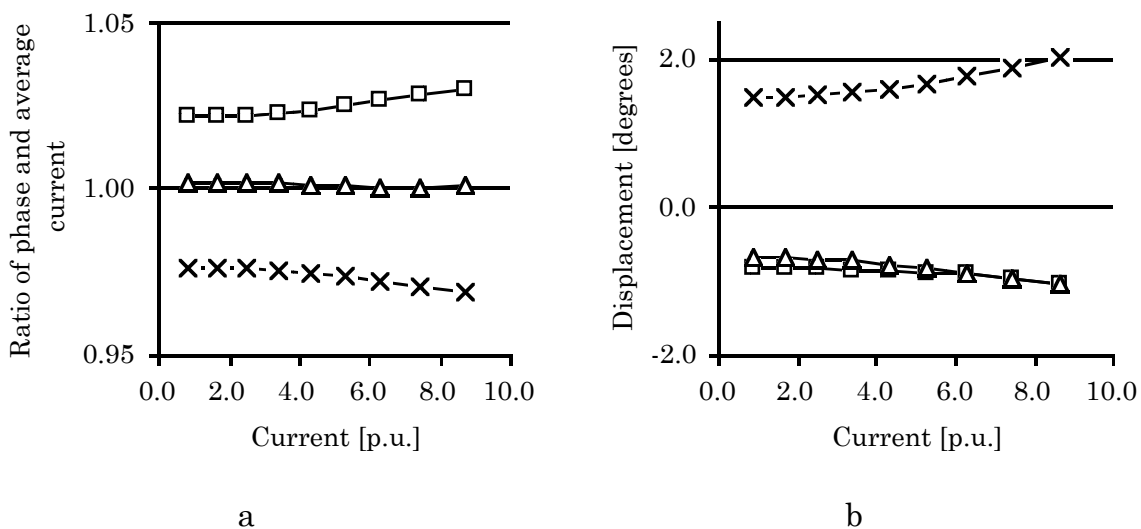 Ratio of phase and average
current
1.05
1.00
0.95
0.0 2.0 4.0 6.0 8.0 10.0
Current [p.u.]
a
Displacement [degrees]
2.0
0.0
-2.0
0.0 2.0 4.0 6.0 8.0 10.0
Current [p.u.]
b